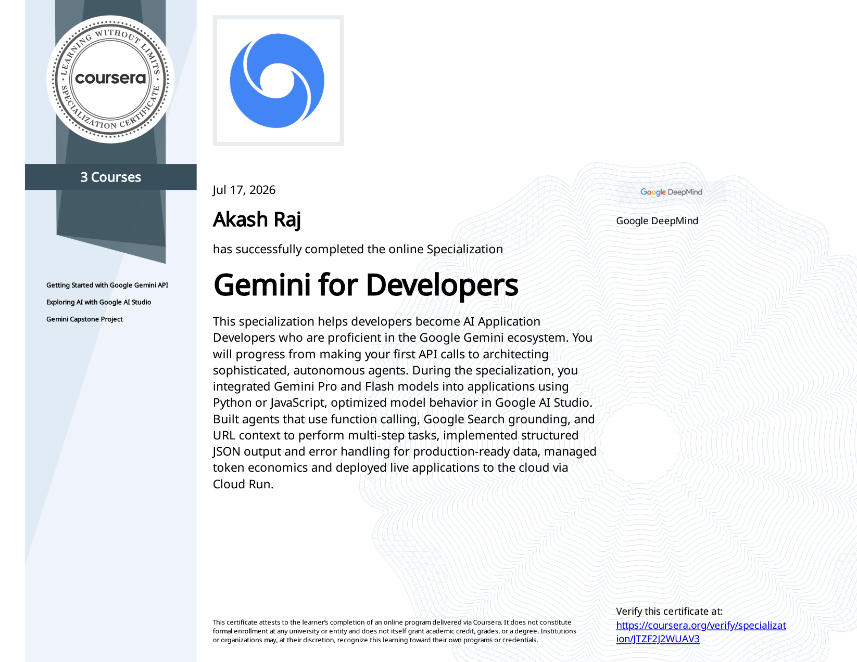 LEARNING WITHOUT LIMITS
coursera
SPECIALIZATION CERTIFICATE
3 Courses
Getting Started with Google Gemini API
Exploring AI with Google AI Studio
Gemini Capstone Project
Jul 17, 2026
Akash Raj
has successfully completed the online Specialization
Gemini for Developers
This specialization helps developers become AI Application
Developers who are proficient in the Google Gemini ecosystem. You
will progress from making your first API calls to architecting
sophisticated, autonomous agents. During the specialization, you
integrated Gemini Pro and Flash models into applications using
Python or JavaScript, optimized model behavior in Google AI Studio.
Built agents that use function calling, Google Search grounding, and
URL context to perform multi-step tasks, implemented structured
JSON output and error handling for production-ready data, managed
token economics and deployed live applications to the cloud via
Cloud Run.
Google DeepMind
Google DeepMind
This certificate attests to the learner's completion of an online program delivered via Coursera. It does not constitute
formal enrollment at any university or entity and does not itself grant academic credit, grades, or a degree. Institutions
or organizations may, at their discretion, recognize this learning toward their own programs or credentials.
Verify this certificate at:
https://coursera.org/verify/specializat
ion/JTZF2J2WUAV3